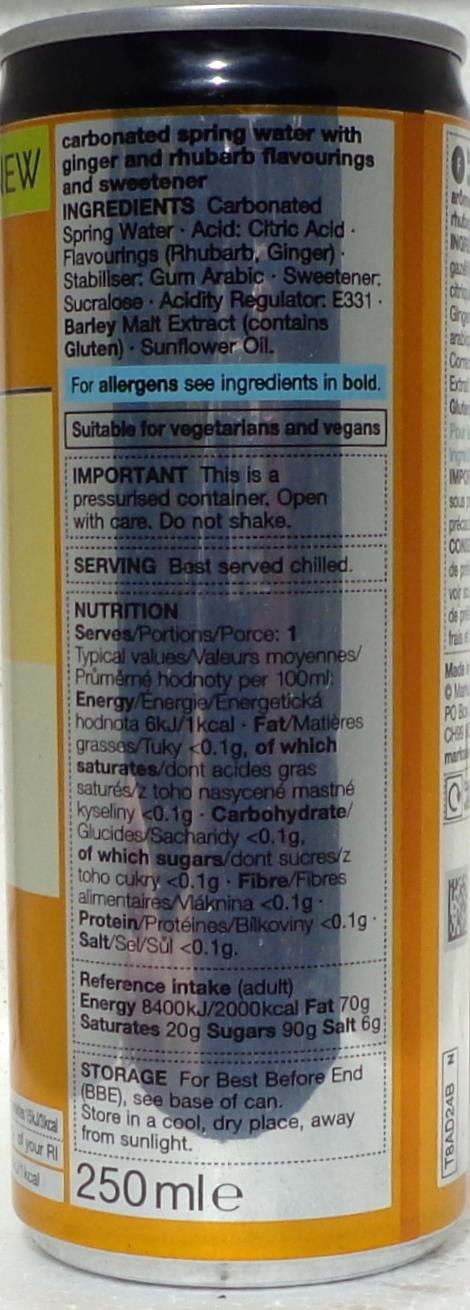 carbonated spring water with
ginger and rhubarb flavourings
and sweetener
INGREDIENTS Carbonated
Spring Water · Acid: Citric Acid ·
Flavourings (Rhubarb, Ginger) ·
Stabiliser: Gum Arabic · Sweetener:
Sucralose · Acidity Regulator: E331 ·
Barley Malt Extract (contains
Gluten) · Sunflower Oil.
For allergens see ingredients in bold.
Suitable for vegetarians and vegans
IMPORTANT This is a
pressurised container. Open
with care. Do not shake.
SERVING Best served chilled.
NUTRITION
Serves/Portions/Porce: 1
Typical values/Valeurs moyennes/
Průměrné hodnoty per 100ml:
Energy/Énergie/Energetická
hodnota 6kJ/1kcal · Fat/Matières
grasses/Tuky <0.1g, of which
saturates/dont acides gras
saturés/z toho nasycené mastné
kyseliny <0.1g · Carbohydrate/
Glucides/Sacharidy <0.1g,
of which sugars/dont sucres/z
toho cukry <0.1g · Fibre/Fibres
alimentaires/Vláknina <0.1g ·
Protein/Protéines/Bílkoviny <0.1g ·
Salt/Sel/Sůl <0.1g.
Reference intake (adult)
Energy 8400kJ/2000kcal Fat 70g
Saturates 20g Sugars 90g Salt 6g
STORAGE For Best Before End
(BBE), see base of can.
Store in a cool, dry place, away
from sunlight.
250 ml e
15kJ/3kcal
of your RI
/1kcal
F
PO Box
TBAD24B N